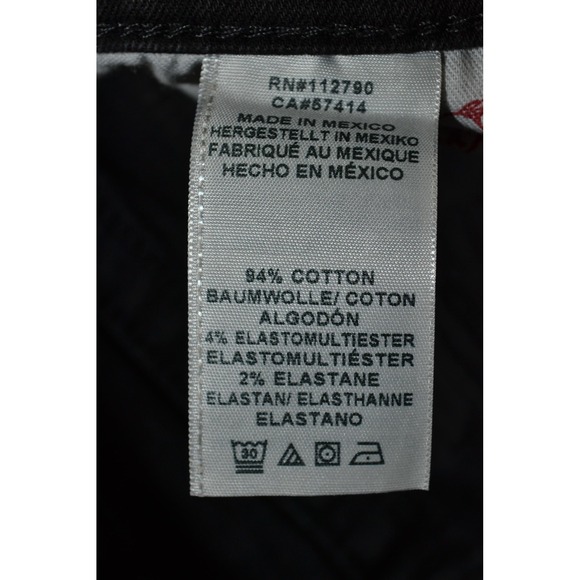 RN#112790
CA#57414
MADE IN MEXICO
HERGESTELLT IN MEXIKO
FABRIQUÉ AU MEXIQUE
HECHO EN MÉXICO
94% COTTON
BAUMWOLLE/ COTON
ALGODÓN
4% ELASTOMULTIESTER
ELASTOMULTIÉSTER
2% ELASTANE
ELASTAN/ ELASTHANNE
ELASTANO
30